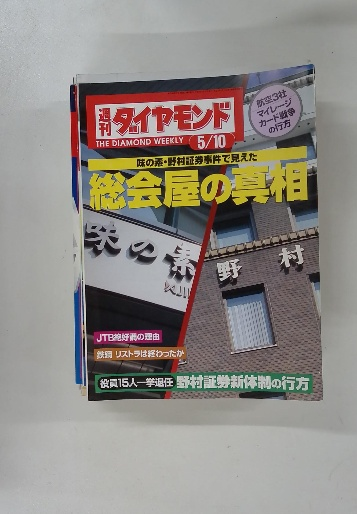 週刊ダイヤモンド
THE DIAMOND WEEKLY 5/10
航空3社
マイレージ
カード戦争
の行方
味の素・野村証券事件で見えた
総会屋の真相
味の素
野村
JTB絶好調の理由
鉄鋼 リストラは終わったか
役員15人一挙退任 野村証券新体制の行方